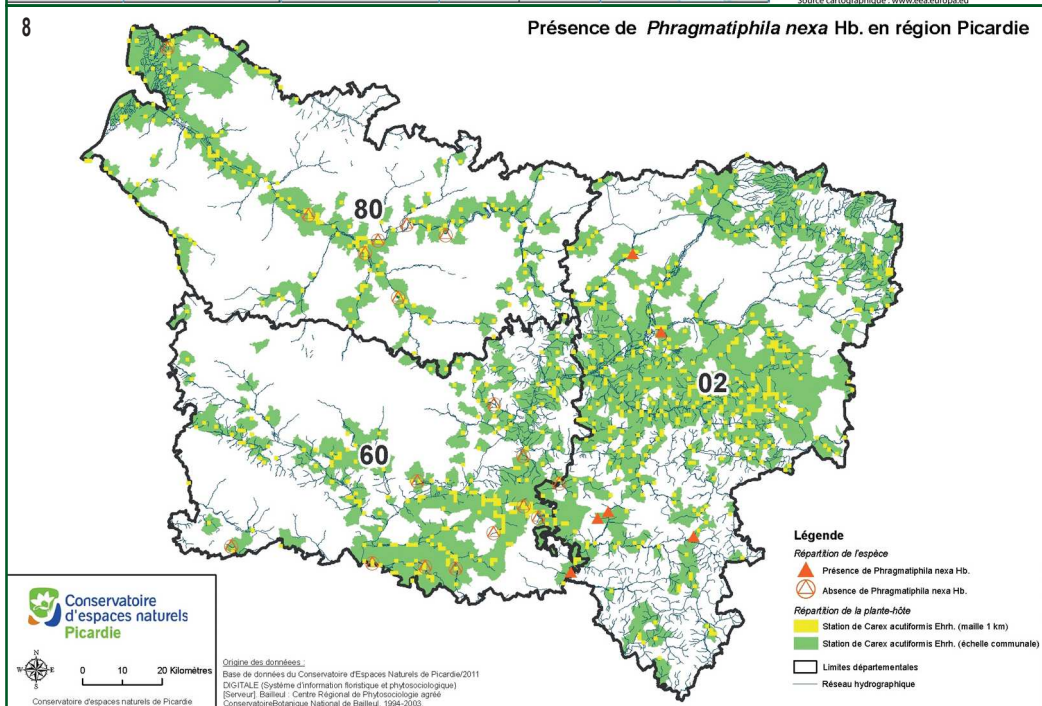 Source cartographique : www.eea.europa.eu
8
Présence de Phragmatiphila nexa Hb. en région Picardie
80
02
60
Légende
Répartition de l'espèce
Présence de Phragmatiphila nexa Hb.
Absence de Phragmatiphila nexa Hb.
Répartition de la plante-hôte
Station de Carex acutiformis Ehrh. (maille 1 km)
Station de Carex acutiformis Ehrh. (échelle communale)
Limites départementales
Réseau hydrographique
Conservatoire
d'espaces naturels
Picardie
N
W E
S
0 10 20 Kilomètres
Conservatoire d'espaces naturels de Picardie
Origine des donnéees :
Base de données du Conservatoire d'Espaces Naturels de Picardie/2011
DIGITALE (Système d'information floristique et phytosociologique)
[Serveur]. Bailleul : Centre Régional de Phytosociologie agréé
ConservatoireBotanique National de Bailleul, 1994-2003